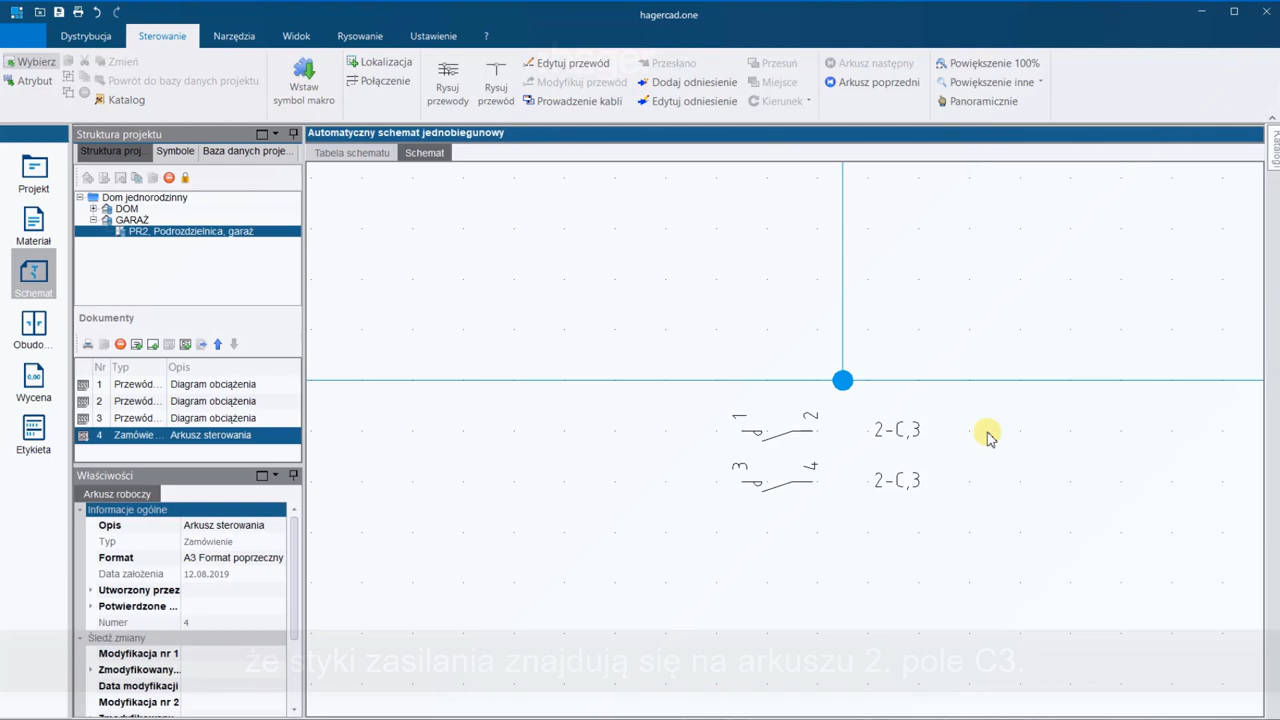 hagercad.one
Dystrybucja Sterowanie Narzędzia Widok Rysowanie Ustawienie ?
Wybierz
Atrybut
Zmień
Powrót do bazy danych projektu
Katalog
Wstaw
symbol makro
Lokalizacja
Połączenie
Rysuj
przewody
Rysuj
przewód
Edytuj przewód
Modyfikuj przewód
Prowadzenie kabli
Przesłano
Dodaj odniesienie
Edytuj odniesienie
Przesuń
Miejsce
Kierunek
Arkusz następny
Arkusz poprzedni
Powiększenie 100%
Powiększenie inne
Panoramicznie
Projekt
Materiał
Schemat
Obudo...
Wycena
Etykieta
Struktura projektu
Struktura proj... Symbole Baza danych proje...
Dom jednorodzinny
DOM
GARAŻ
PR2, Podrozdzielnica, garaż
Dokumenty
Nr Typ Opis
1 Przewód... Diagram obciążenia
2 Przewód... Diagram obciążenia
3 Przewód... Diagram obciążenia
4 Zamówie ... Arkusz sterowania
Właściwości
Arkusz roboczy
Informacje ogólne
Opis Arkusz sterowania
Typ Zamówienie
Format A3 Format poprzeczny
Data założenia 12.08.2019
Utworzony przez
Potwierdzone ...
Numer 4
Śledź zmiany
Modyfikacja nr 1
Zmodyfikowany...
Data modyfikacji
Modyfikacja nr 2
Automatyczny schemat jednobiegunowy
Tabela schematu Schemat
1 2 2-C,3
3 4 2-C,3
Katalogi
że styki zasilania znajdują się na arkuszu 2. pole C3.